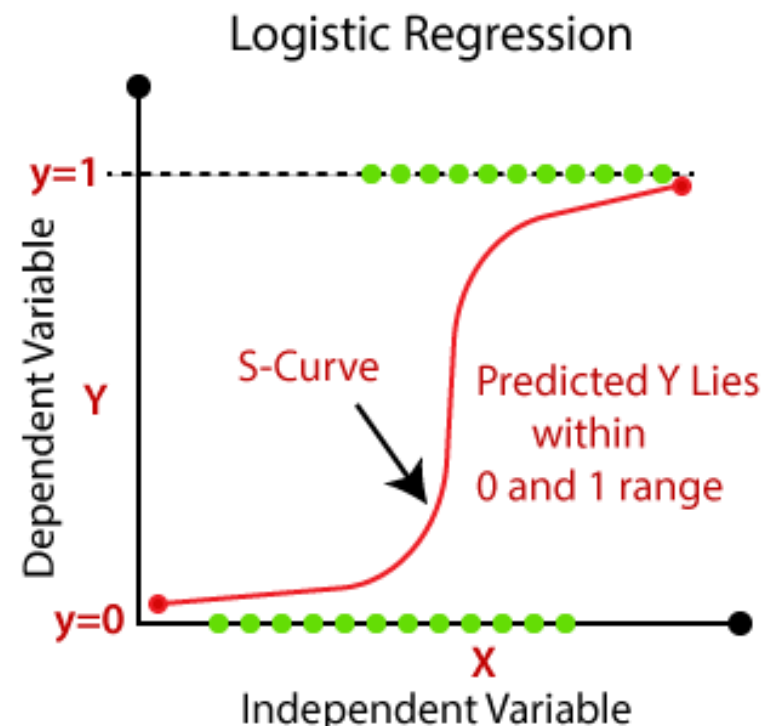 Logistic Regression
y=1
Dependent Variable
Y
S-Curve
Predicted Y Lies
within
0 and 1 range
y=0
X
Independent Variable